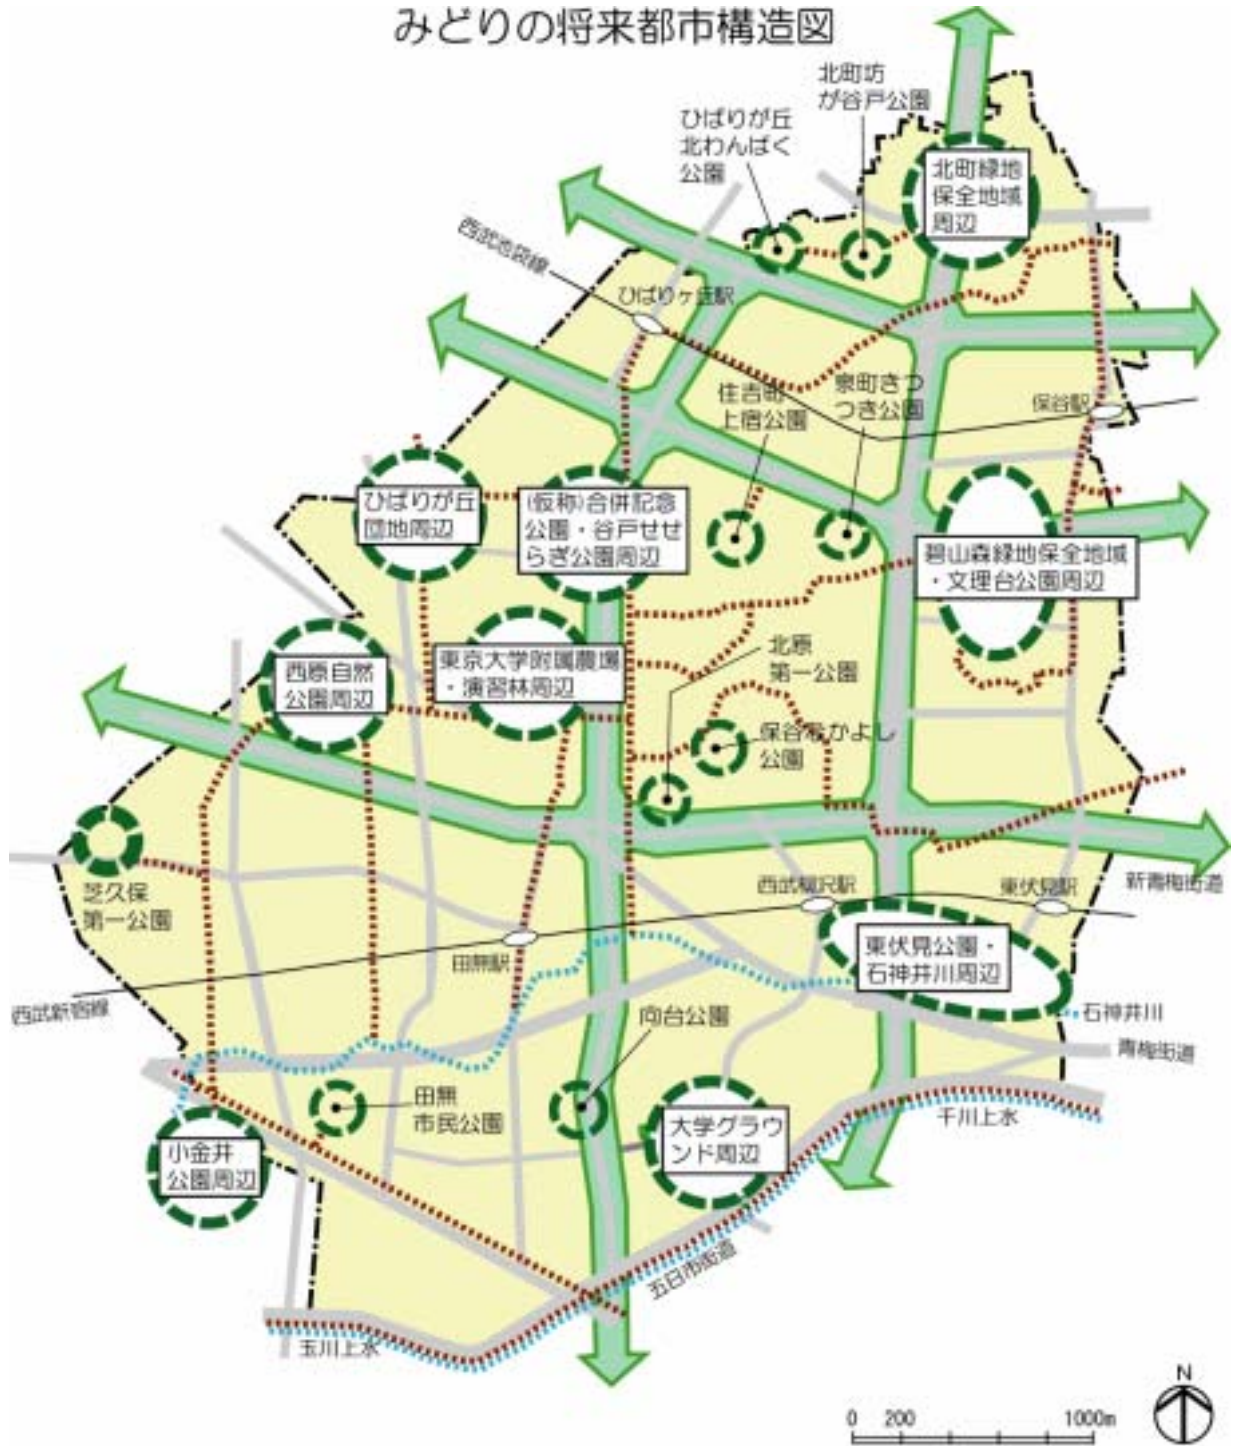 みどりの将来都市構造図
北町坊
が谷戸公園
ひばりが丘
北わんぱく
公園
北町緑地
保全地域
周辺
西武池袋線
ひばりヶ丘駅
住吉町
上宿公園
泉町きつ
つき公園
保谷駅
ひばりが丘
団地周辺
(仮称)合併記念
公園・谷戸せせ
らぎ公園周辺
碧山森緑地保全地域
・文理台公園周辺
西原自然
公園周辺
東京大学附属農場
・演習林周辺
北原
第一公園
保谷なかよし
公園
芝久保
第一公園
西武柳沢駅
東伏見駅
新青梅街道
田無駅
東伏見公園・
石神井川周辺
西武新宿線
石神井川
向台公園
青梅街道
田無
市民公園
大学グラウ
ンド周辺
千川上水
小金井
公園周辺
五日市街道
玉川上水
N
0 200 1000m